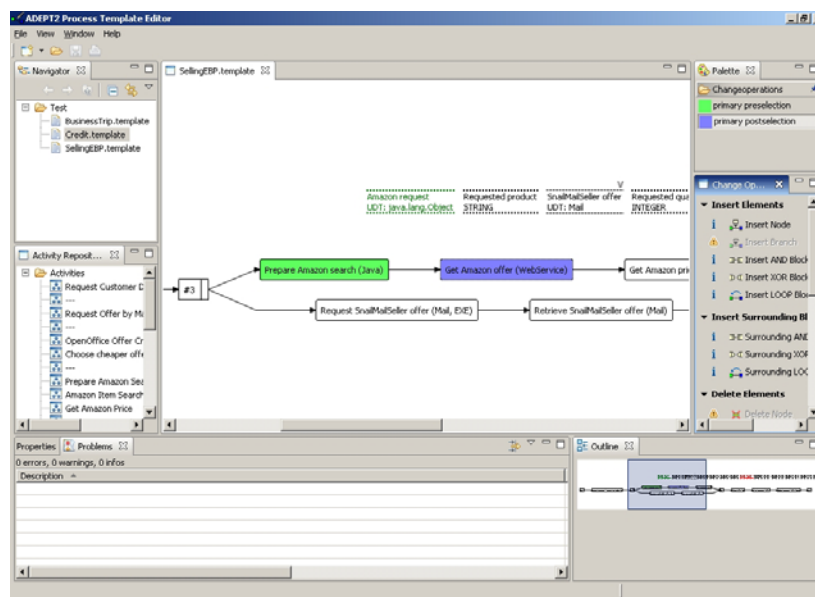 ADEPT2 Process Template Editor
File View Window Help
Navigator
Test
BusinessTrip.template
Credit.template
SellingEBP.template
Activity Reposit...
Activities
Request Customer D
---
Request Offer by Ma
---
OpenOffice Offer Cr
Choose cheaper offe
---
Prepare Amazon Sea
Amazon Item Search
Get Amazon Price
SellingEBP.template
Amazon request
UDT: java.lang.Object
Requested product
STRING
SnailMailSeller offer
UDT: Mail
Requested qua
INTEGER
#3
Prepare Amazon search (Java)
Get Amazon offer (WebService)
Get Amazon pric
Request SnailMailSeller offer (Mail, EXE)
Retrieve SnailMailSeller offer (Mail)
Palette
Changeoperations
primary preselection
primary postselection
Change Op...
Insert Elements
Insert Node
Insert Branch
Insert AND Block
Insert XOR Block
Insert LOOP Bloc
Insert Surrounding Bl
Surrounding AND
Surrounding XOR
Surrounding LOO
Delete Elements
Delete Node
Properties Problems
0 errors, 0 warnings, 0 infos
Description
Outline